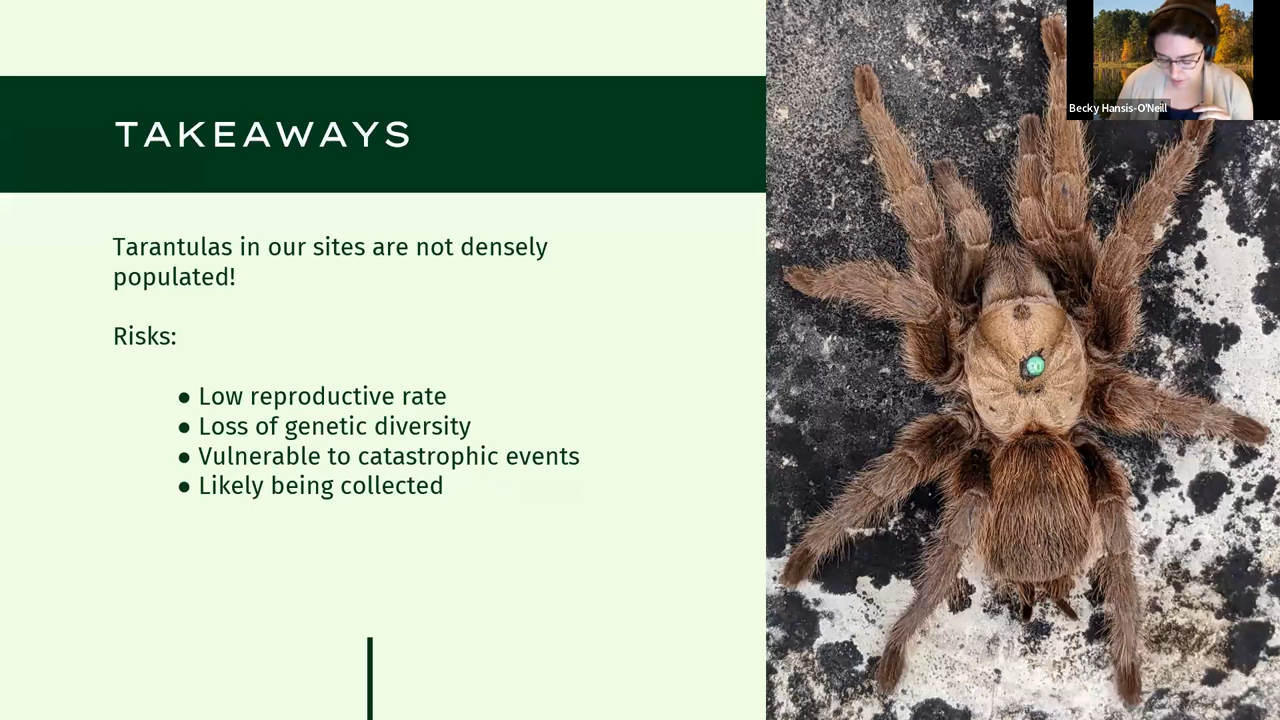 TAKEAWAYS
Tarantulas in our sites are not densely
populated!
Risks:
● Low reproductive rate
● Loss of genetic diversity
● Vulnerable to catastrophic events
● Likely being collected
Becky Hansis-O'Neill